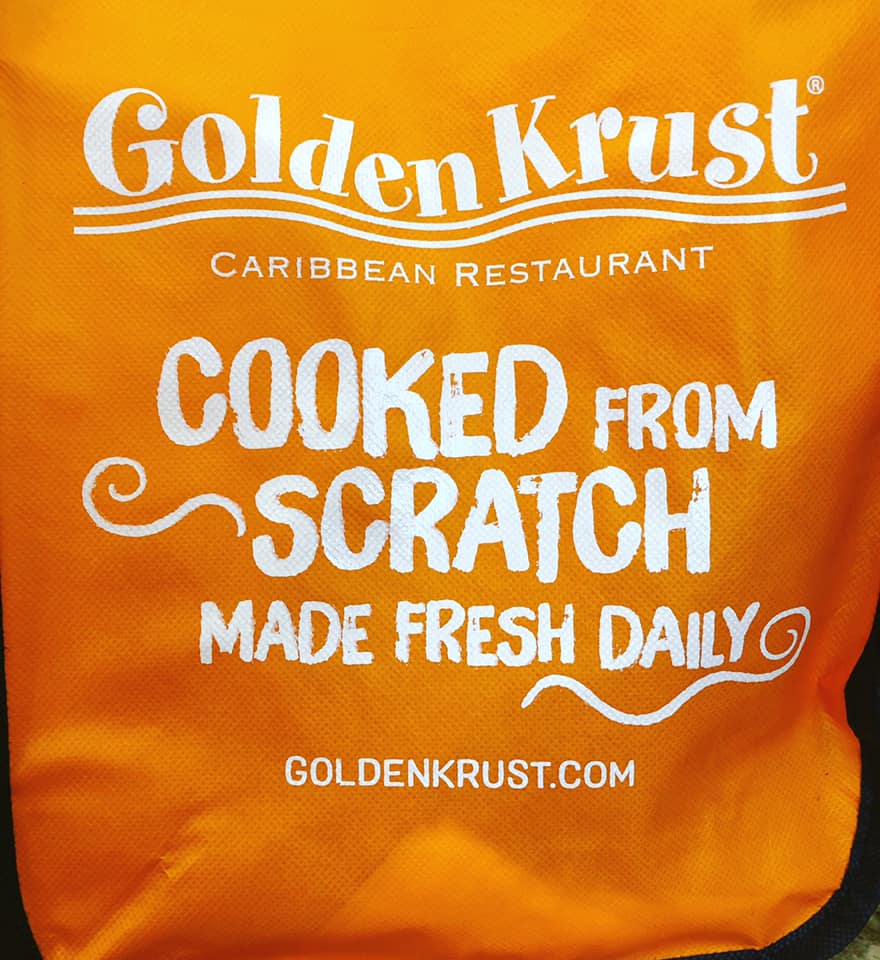 Golden Krust®
CARIBBEAN RESTAURANT
COOKED FROM
SCRATCH
MADE FRESH DAILY
GOLDENKRUST.COM